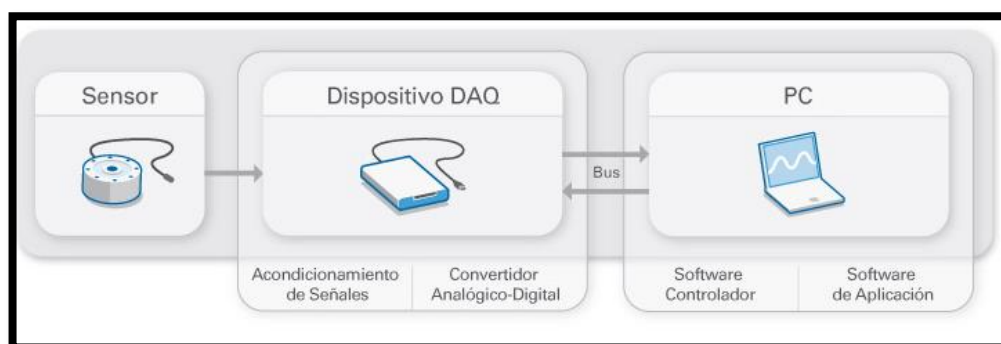 Sensor
Dispositivo DAQ
PC
Bus
Acondicionamiento
de Señales
Convertidor
Analógico-Digital
Software
Controlador
Software
de Aplicación